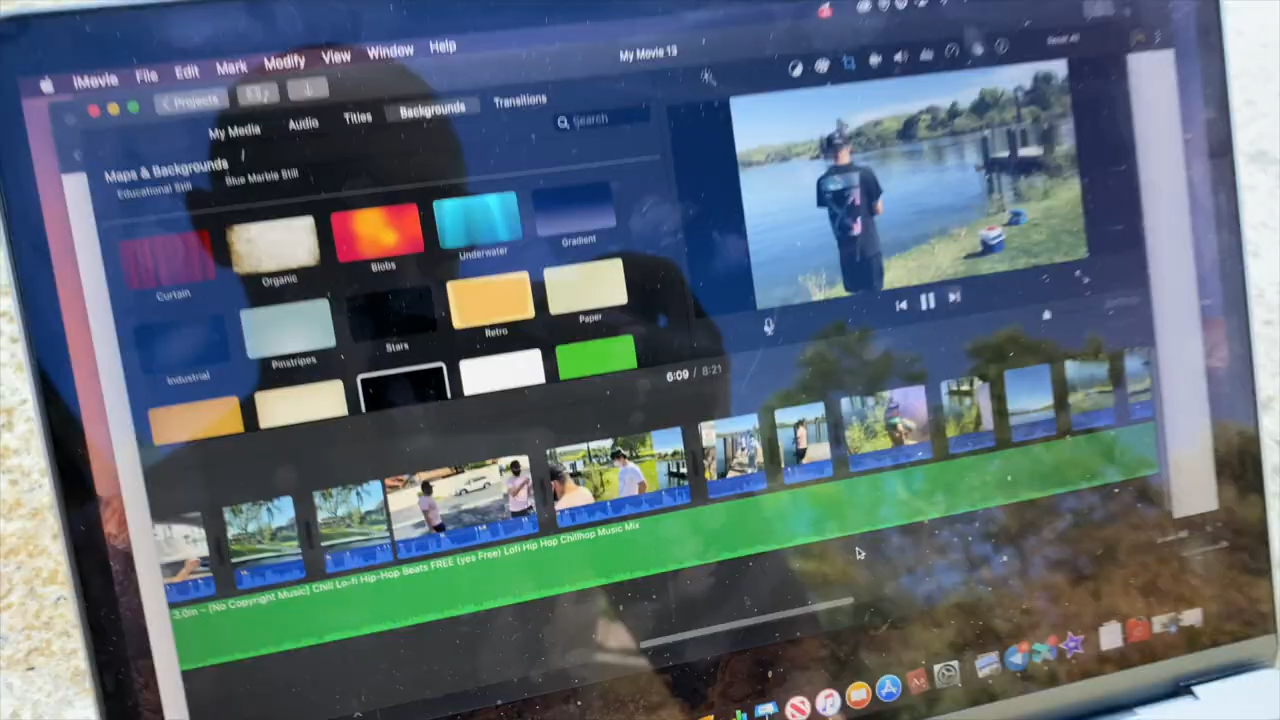 iMovie File Edit Mark Modify View Window Help
My Movie 13
Projects
My Media Audio Titles Backgrounds Transitions
Search
Maps & Backgrounds
Educational Still Blue Marble Still
Curtain Organic Blobs Underwater Gradient
Industrial Pinstripes Stars Retro Paper
6:09 / 8:21
3.0m – (No Copyright Music) Chill Lo-fi Hip-Hop Beats FREE (yes Free) Lofi Hip Hop Chillhop Music Mix